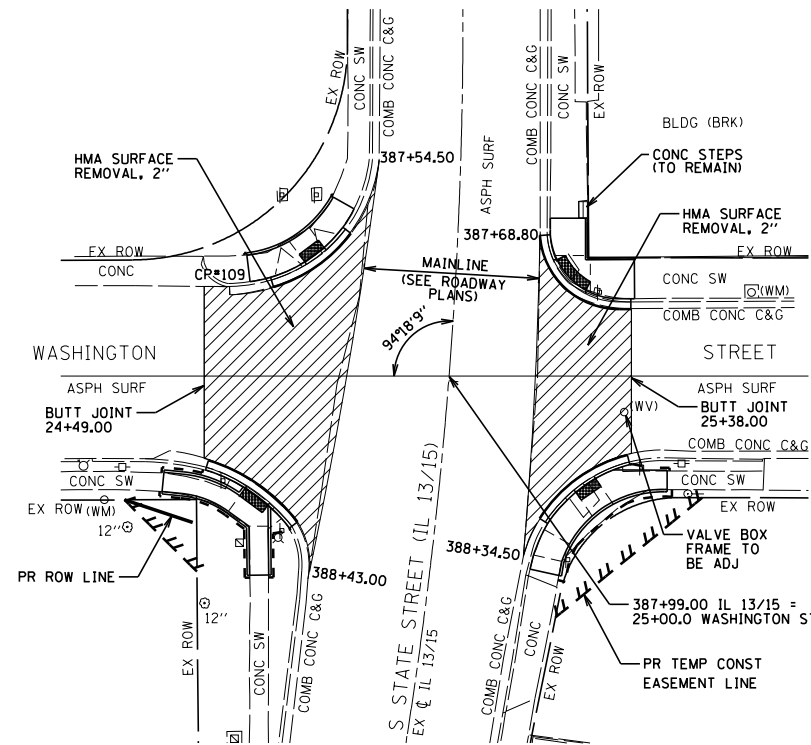 EX ROW
CONC SW
COMB CONC C&G
ASPH SURF
COMB CONC C&G
CONC SW
EX ROW
BLDG (BRK)
HMA SURFACE
REMOVAL, 2''
387+54.50
CONC STEPS
(TO REMAIN)
HMA SURFACE
REMOVAL, 2''
387+68.80
EX ROW
CONC
CP#109
MAINLINE
(SEE ROADWAY
PLANS)
EX ROW
CONC SW
(WM)
COMB CONC C&G
94°18'9"
WASHINGTON
STREET
ASPH SURF
ASPH SURF
BUTT JOINT
24+49.00
BUTT JOINT
25+38.00
(WV)
COMB CONC C&G
CONC SW
CONC SW
EX ROW
(WM)
EX ROW
12''
PR ROW LINE
12''
388+43.00
388+34.50
VALVE BOX
FRAME TO
BE ADJ
387+99.00 IL 13/15 =
25+00.0 WASHINGTON S
PR TEMP CONST
EASEMENT LINE
EX ROW
CONC SW
COMB CONC C&G
S STATE STREET (IL 13/15)
EX ℄ IL 13/15
COMB CONC C&G
CONC
EX ROW